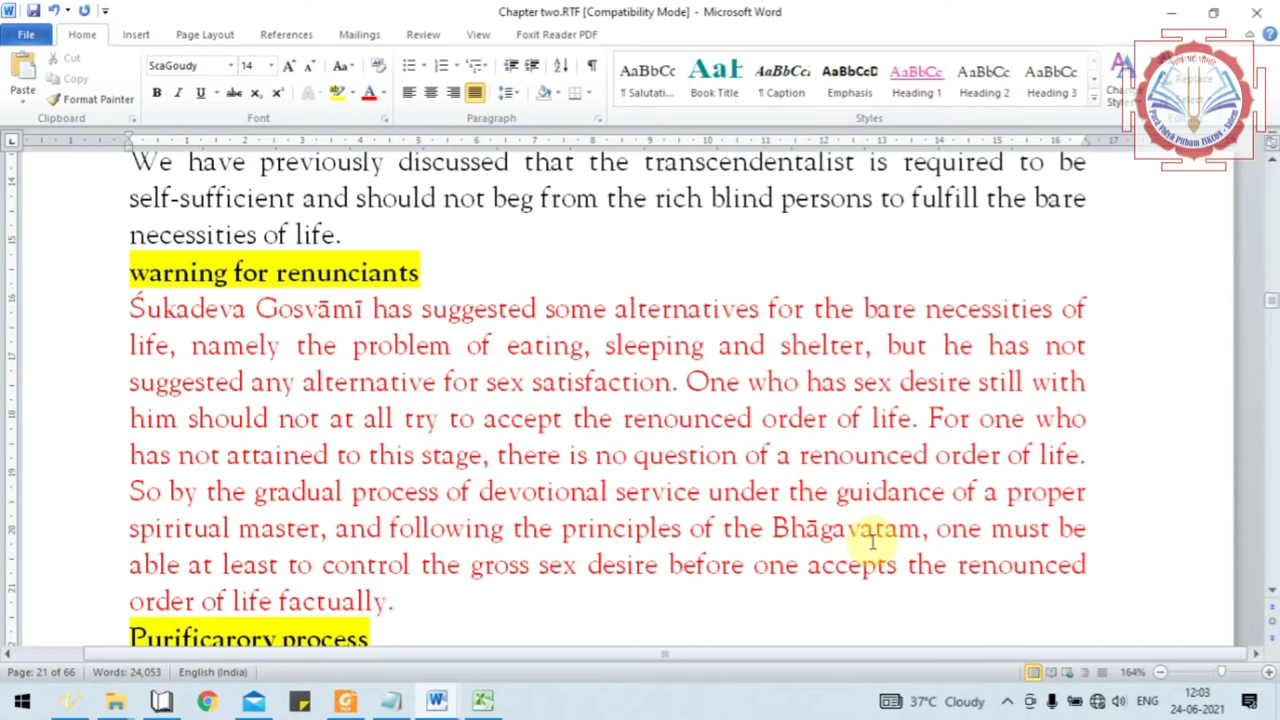 Chapter two.RTF [Compatibility Mode] - Microsoft Word
File Home Insert Page Layout References Mailings Review View Foxit Reader PDF
Paste
Cut
Copy
Format Painter
Clipboard
ScaGoudy 14
Font
Paragraph
AaBbCc AaB AaBbCc AaBbCcD AaBbCc AaBbCc AaBbCc
¶ Salutati... Book Title ¶ Caption Emphasis Heading 1 Heading 2 Heading 3
Styles
We have previously discussed that the transcendentalist is required to be
self-sufficient and should not beg from the rich blind persons to fulfill the bare
necessities of life.
warning for renunciants
Śukadeva Gosvāmī has suggested some alternatives for the bare necessities of
life, namely the problem of eating, sleeping and shelter, but he has not
suggested any alternative for sex satisfaction. One who has sex desire still with
him should not at all try to accept the renounced order of life. For one who
has not attained to this stage, there is no question of a renounced order of life.
So by the gradual process of devotional service under the guidance of a proper
spiritual master, and following the principles of the Bhāgavatam, one must be
able at least to control the gross sex desire before one accepts the renounced
order of life factually.
Purificarory process
Page: 21 of 66 Words: 24,053 English (India) 164%
37°C Cloudy ENG 12:03
24-06-2021